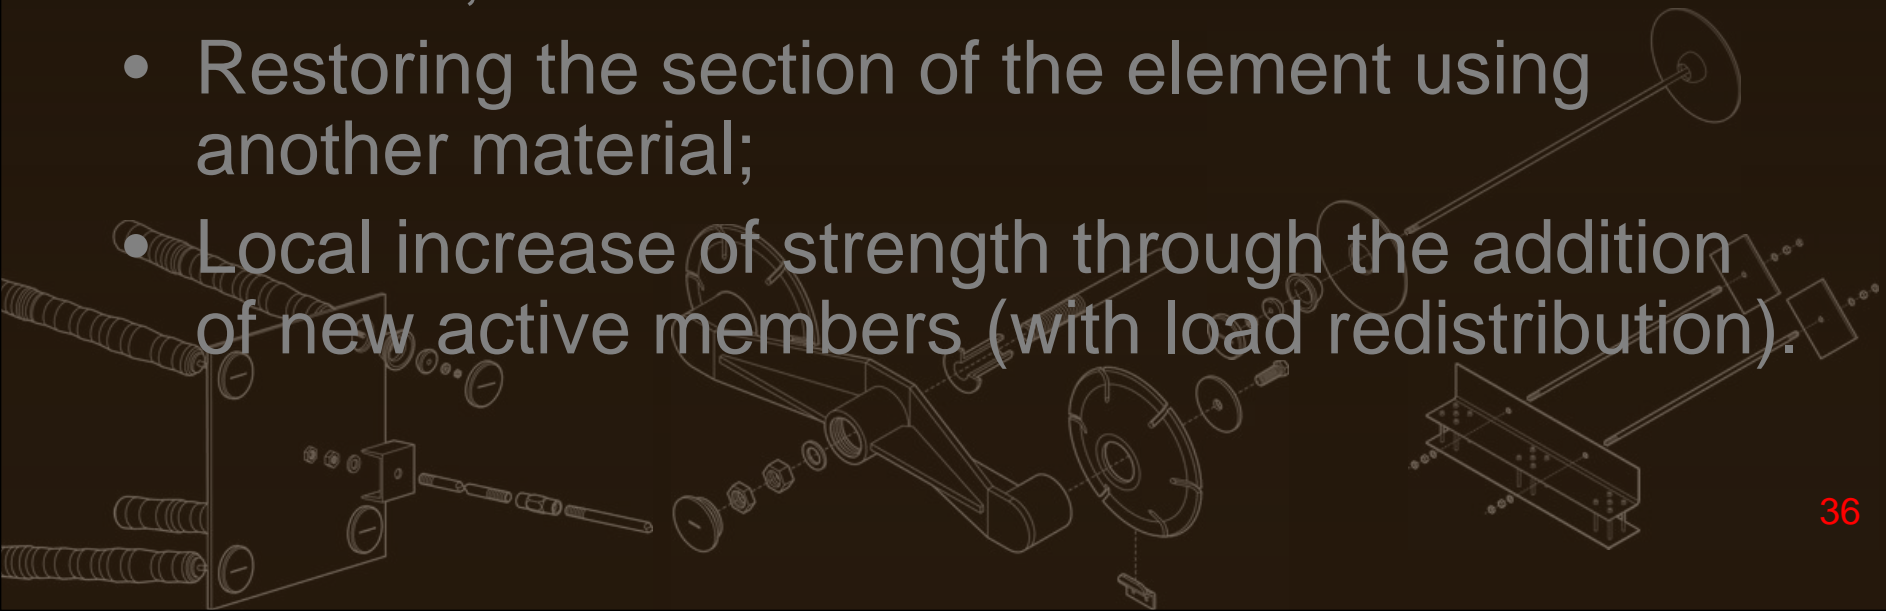 • Restoring the section of the element using
another material;
• Local increase of strength through the addition
of new active members (with load redistribution).
36